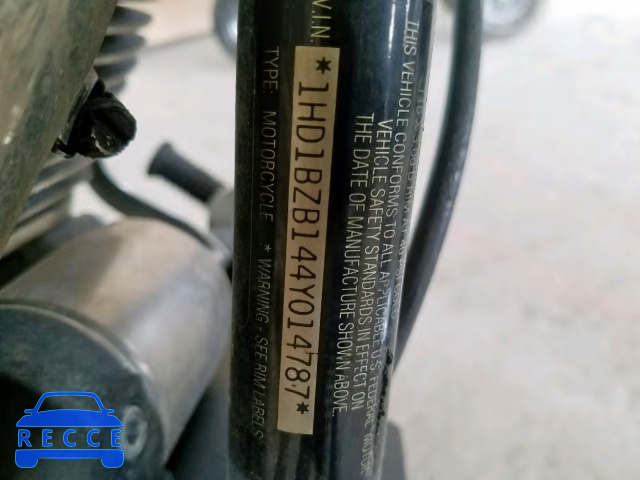 THIS VEHICLE CONFORMS TO ALL APPLICABLE U.S. FEDERAL MOTOR
VEHICLE SAFETY STANDARDS IN EFFECT ON
THE DATE OF MANUFACTURE SHOWN ABOVE.
V.I.N.
*1HD1BZB144Y014787*
TYPE: MOTORCYCLE * WARNING - SEE RIM LABELS
RECCE